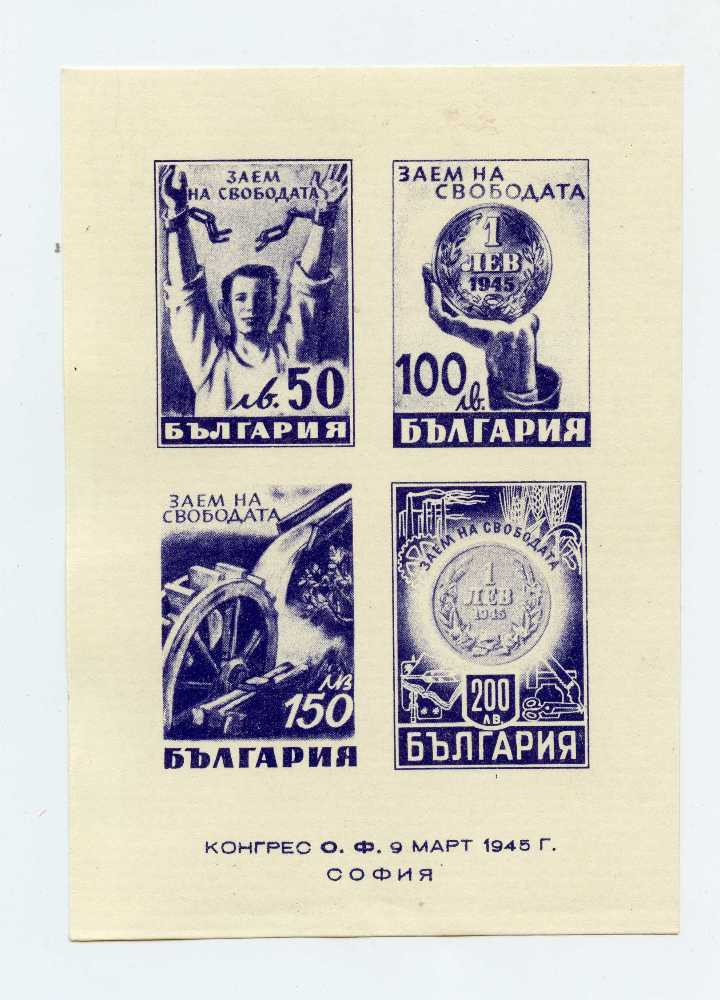 ЗАЕМ
НА СВОБОДАТА
лв. 50
БЪЛГАРИЯ
ЗАЕМ НА
СВОБОДАТА
1
ЛЕВ
1945
100
лв.
БЪЛГАРИЯ
ЗАЕМ НА
СВОБОДАТА
лв
150
БЪЛГАРИЯ
ЗАЕМ НА СВОБОДАТА
1
ЛЕВ
1945
200
ЛВ.
БЪЛГАРИЯ
КОНГРЕС О. Ф. 9 МАРТ 1945 Г.
СОФИЯ